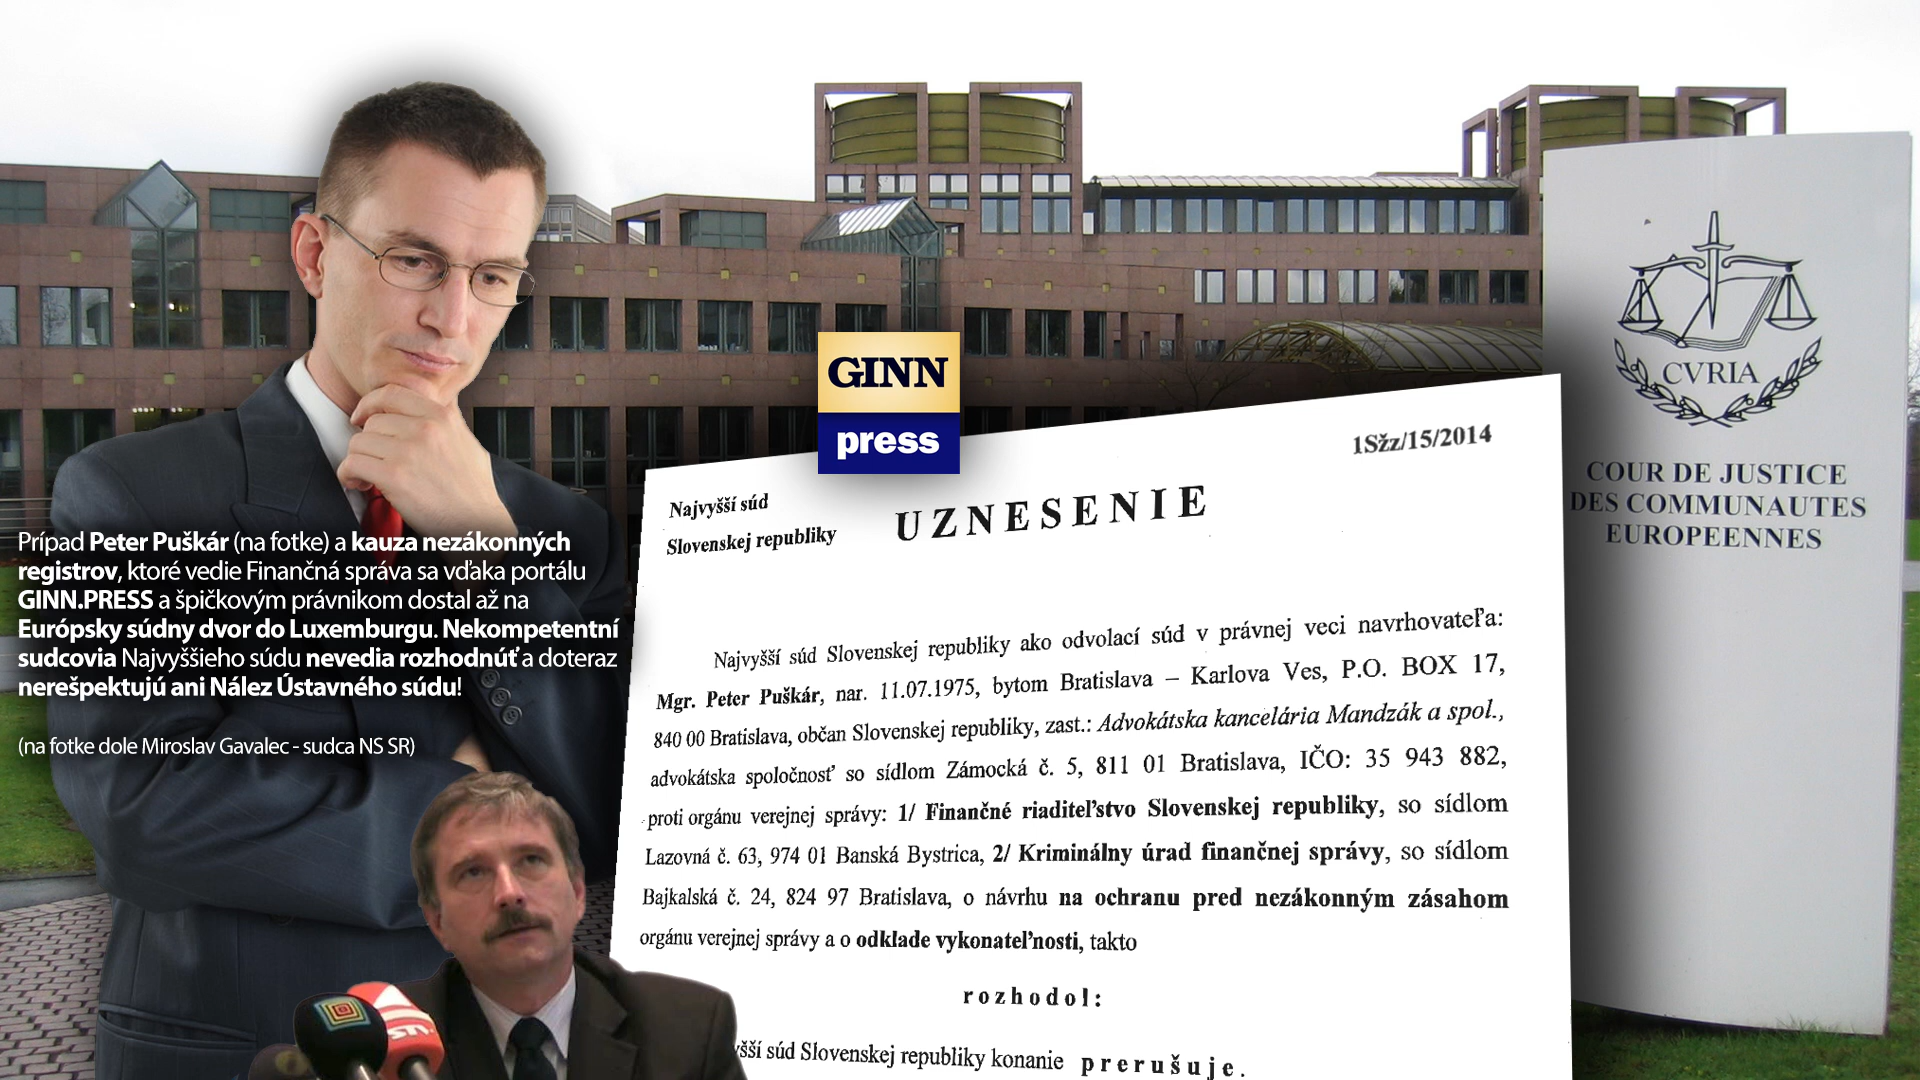 Prípad Peter Puškár (na fotke) a kauza nezákonných
registrov, ktoré vedie Finančná správa sa vďaka portálu
GINN.PRESS a špičkovým právnikom dostal až na
Európsky súdny dvor do Luxemburgu. Nekompetentní
sudcovia Najvyššieho súdu nevedia rozhodnúť a doteraz
nerešpektujú ani Nález Ústavného súdu!
(na fotke dole Miroslav Gavalec - sudca NS SR)
GINN
press
1Sžz/15/2014
Najvyšší súd
Slovenskej republiky
UZNESENIE
Najvyšší súd Slovenskej republiky ako odvolací súd v právnej veci navrhovateľa:
Mgr. Peter Puškár, nar. 11.07.1975, bytom Bratislava – Karlova Ves, P.O. BOX 17,
840 00 Bratislava, občan Slovenskej republiky, zast.: Advokátska kancelária Mandzák a spol.,
advokátska spoločnosť so sídlom Zámocká č. 5, 811 01 Bratislava, IČO: 35 943 882,
proti orgánu verejnej správy: 1/ Finančné riaditeľstvo Slovenskej republiky, so sídlom
Lazovná č. 63, 974 01 Banská Bystrica, 2/ Kriminálny úrad finančnej správy, so sídlom
Bajkalská č. 24, 824 97 Bratislava, o návrhu na ochranu pred nezákonným zásahom
orgánu verejnej správy a o odklade vykonateľnosti, takto
rozhodol:
súd Slovenskej republiky konanie prerušuje.
CVRIA
COUR DE JUSTICE
DES COMMUNAUTES
EUROPEENNES
STV